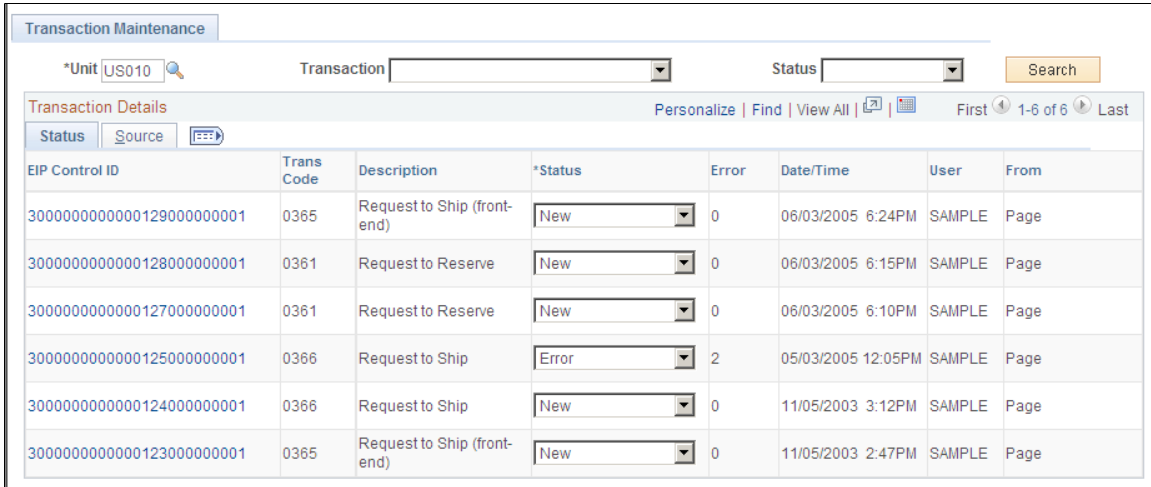 Transaction Maintenance
*Unit US010 Transaction Status Search
Transaction Details Personalize | Find | View All | | First 1-6 of 6 Last
Status Source
EIP Control ID Trans Code Description *Status Error Date/Time User From
3000000000000129000000001 0365 Request to Ship (front-end) New 0 06/03/2005 6:24PM SAMPLE Page
3000000000000128000000001 0361 Request to Reserve New 0 06/03/2005 6:15PM SAMPLE Page
3000000000000127000000001 0361 Request to Reserve New 0 06/03/2005 6:10PM SAMPLE Page
3000000000000125000000001 0366 Request to Ship Error 2 05/03/2005 12:05PM SAMPLE Page
3000000000000124000000001 0366 Request to Ship New 0 11/05/2003 3:12PM SAMPLE Page
3000000000000123000000001 0365 Request to Ship (front-end) New 0 11/05/2003 2:47PM SAMPLE Page